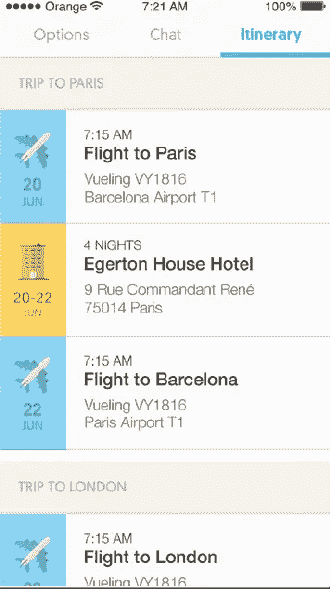 Orange 7:21 AM 100%
Options Chat Itinerary
TRIP TO PARIS
7:15 AM
Flight to Paris
Vueling VY1816
Barcelona Airport T1
20
JUN
4 NIGHTS
Egerton House Hotel
9 Rue Commandant René
75014 Paris
20-22
JUN
7:15 AM
Flight to Barcelona
Vueling VY1816
Paris Airport T1
22
JUN
TRIP TO LONDON
7:15 AM
Flight to London
Vueling VY1816